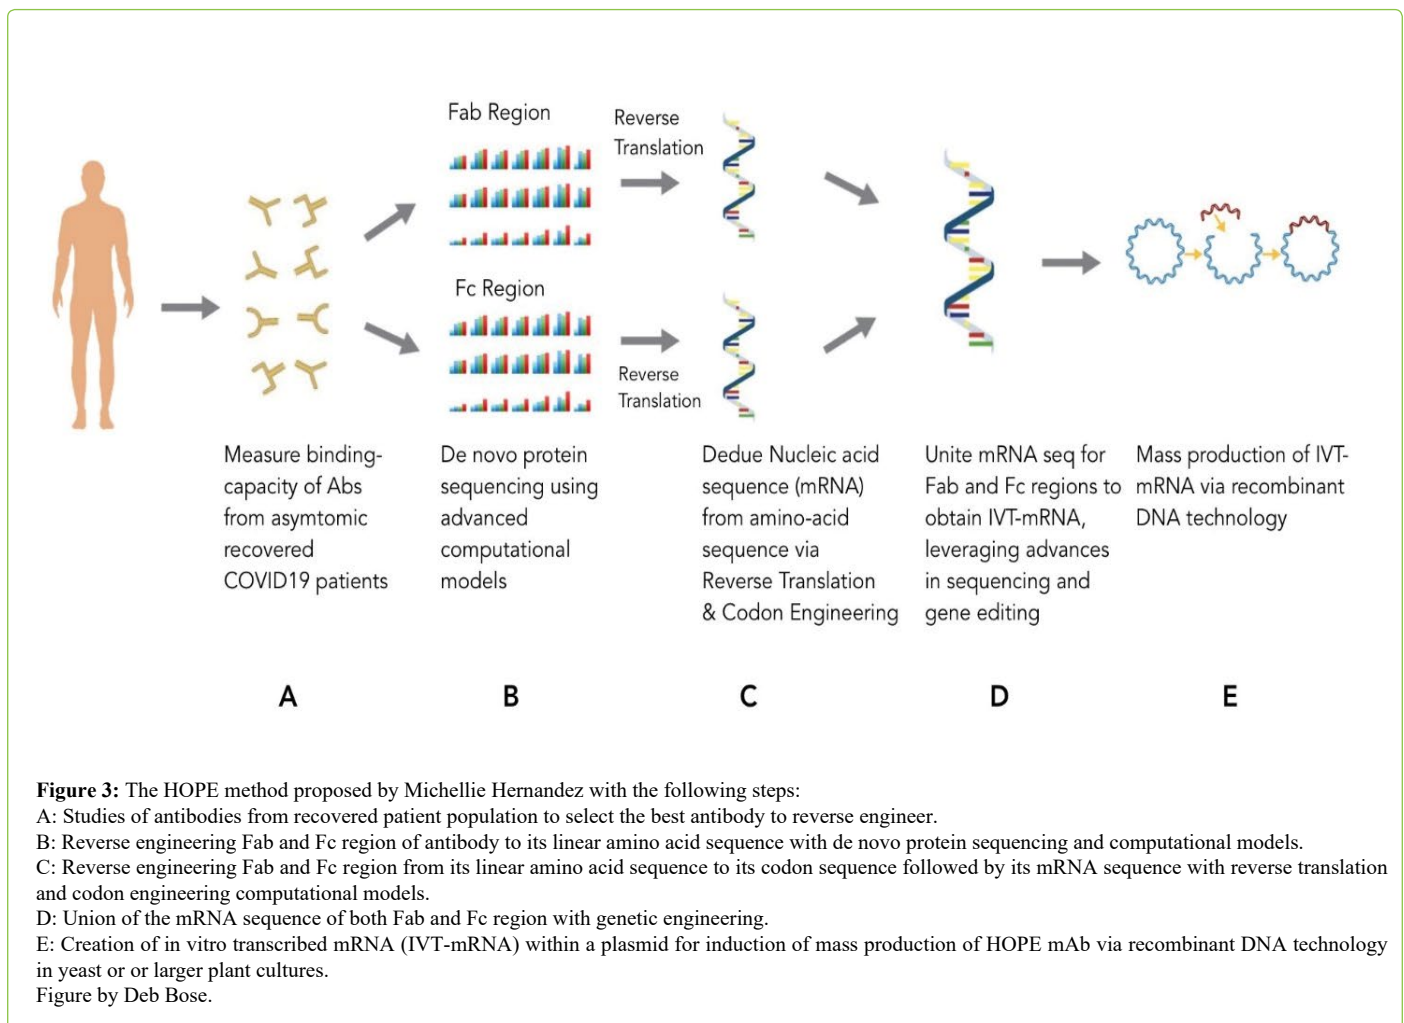 Fab Region
Reverse
Translation
Fc Region
Reverse
Translation
Measure binding-
capacity of Abs
from asymtomic
recovered
COVID19 patients
De novo protein
sequencing using
advanced
computational
models
Dedue Nucleic acid
sequence (mRNA)
from amino-acid
sequence via
Reverse Translation
& Codon Engineering
Unite mRNA seq for
Fab and Fc regions to
obtain IVT-mRNA,
leveraging advances
in sequencing and
gene editing
Mass production of IVT-
mRNA via recombinant
DNA technology
A
B
C
D
E
Figure 3: The HOPE method proposed by Michellie Hernandez with the following steps:
A: Studies of antibodies from recovered patient population to select the best antibody to reverse engineer.
B: Reverse engineering Fab and Fc region of antibody to its linear amino acid sequence with de novo protein sequencing and computational models.
C: Reverse engineering Fab and Fc region from its linear amino acid sequence to its codon sequence followed by its mRNA sequence with reverse translation
and codon engineering computational models.
D: Union of the mRNA sequence of both Fab and Fc region with genetic engineering.
E: Creation of in vitro transcribed mRNA (IVT-mRNA) within a plasmid for induction of mass production of HOPE mAb via recombinant DNA technology
in yeast or or larger plant cultures.
Figure by Deb Bose.